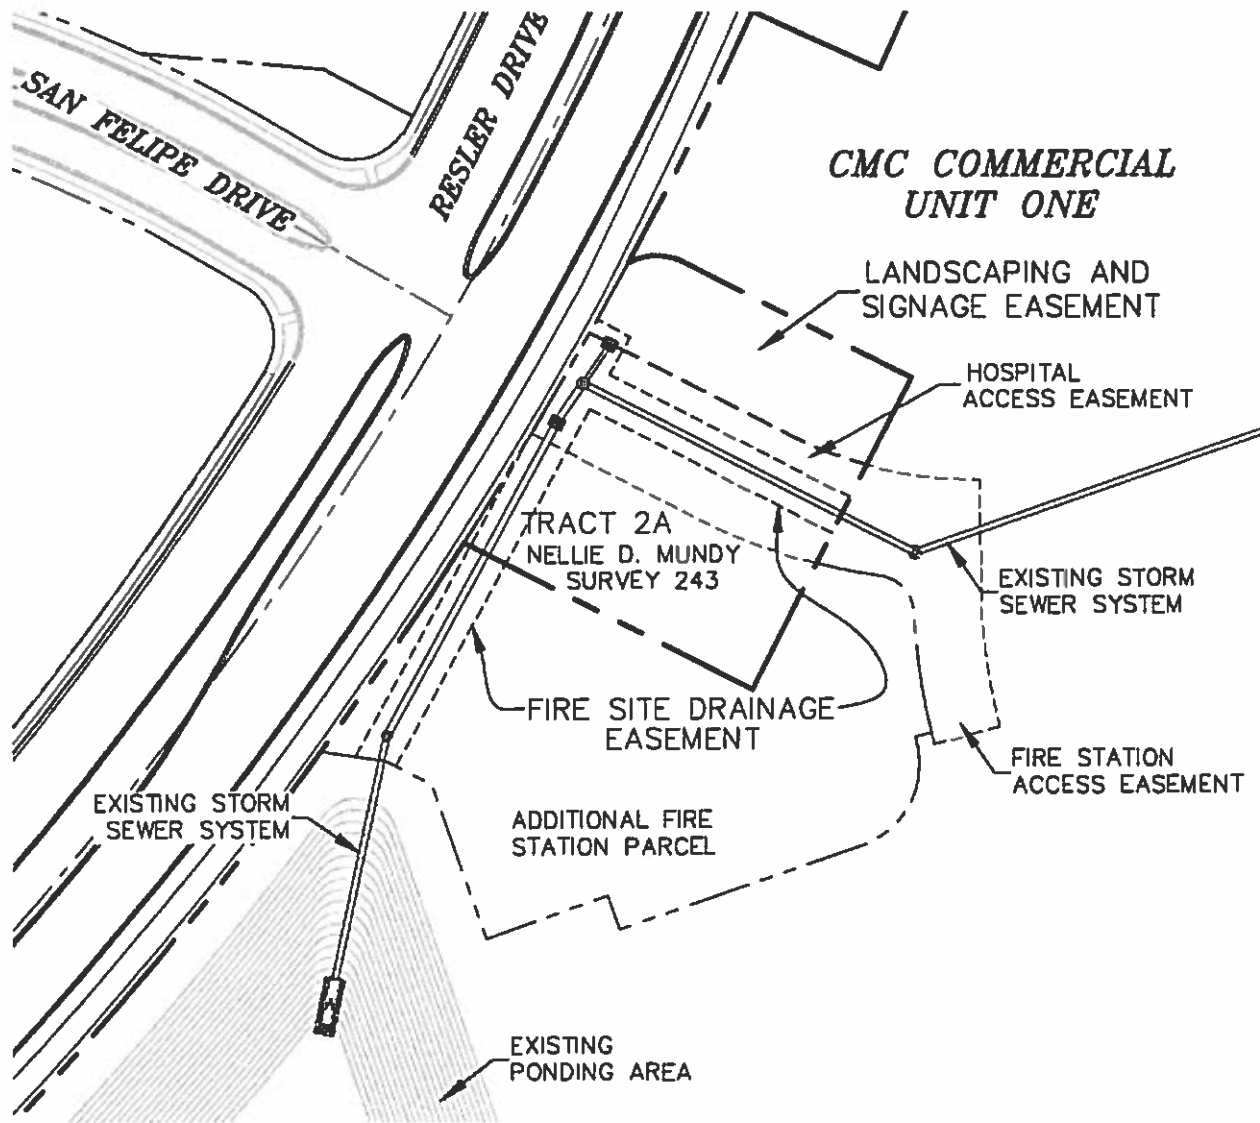 SAN FELIPE DRIVE
RESLER DRIVE
CMC COMMERCIAL
UNIT ONE
LANDSCAPING AND
SIGNAGE EASEMENT
HOSPITAL
ACCESS EASEMENT
TRACT 2A
NELLIE D. MUNDY
SURVEY 243
EXISTING STORM
SEWER SYSTEM
FIRE SITE DRAINAGE
EASEMENT
FIRE STATION
ACCESS EASEMENT
EXISTING STORM
SEWER SYSTEM
ADDITIONAL FIRE
STATION PARCEL
EXISTING
PONDING AREA